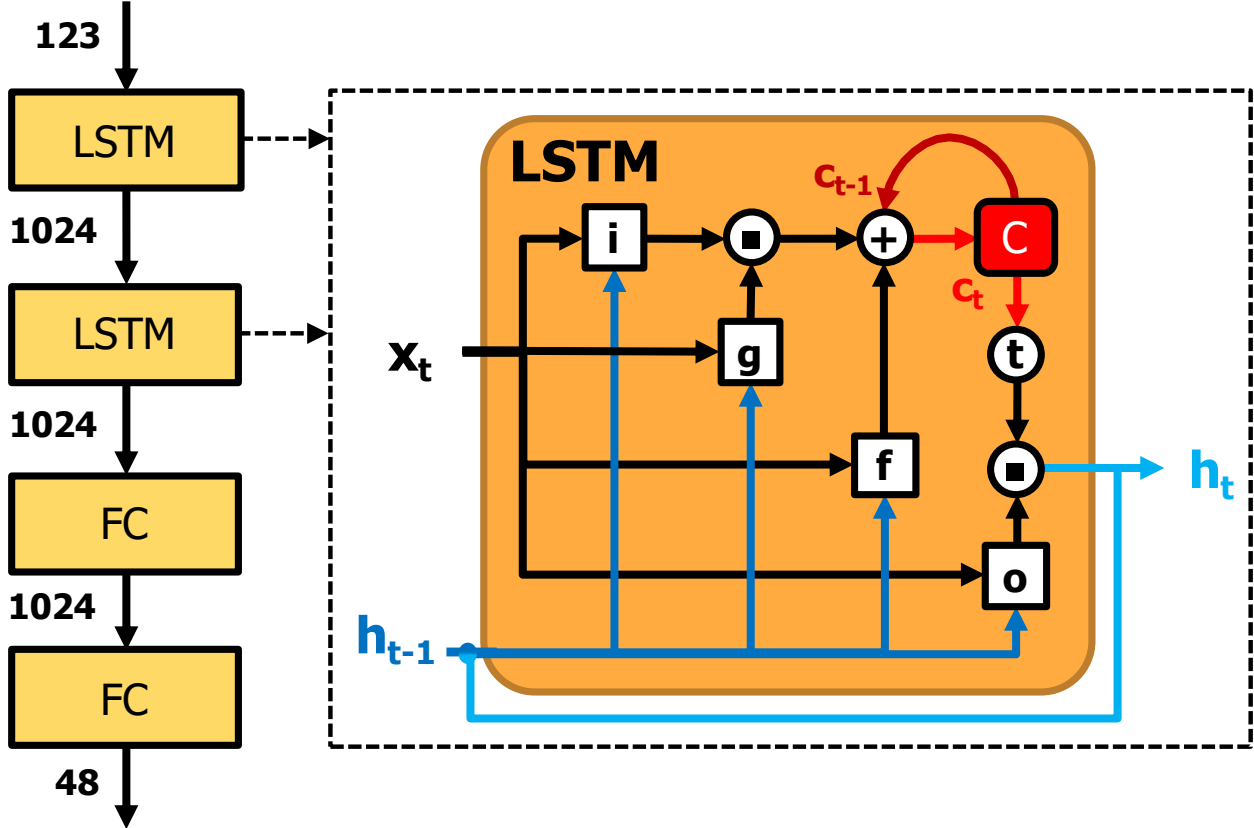 123
LSTM
1024
LSTM
1024
FC
1024
FC
48
LSTM
c_{t-1}
i
▪
+
C
c_t
x_t
g
t
f
▪
h_t
o
h_{t-1}